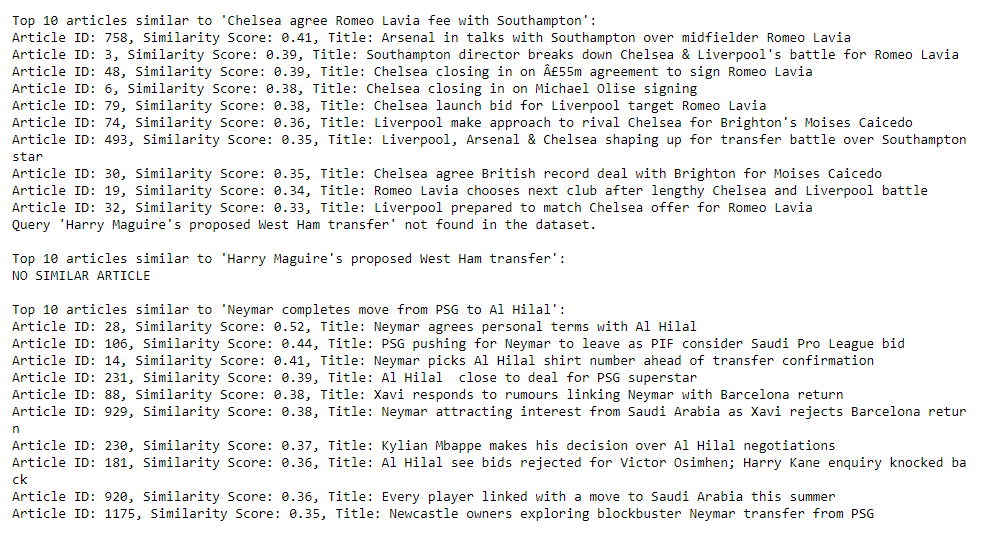 Top 10 articles similar to 'Chelsea agree Romeo Lavia fee with Southampton':
Article ID: 758, Similarity Score: 0.41, Title: Arsenal in talks with Southampton over midfielder Romeo Lavia
Article ID: 3, Similarity Score: 0.39, Title: Southampton director breaks down Chelsea & Liverpool's battle for Romeo Lavia
Article ID: 48, Similarity Score: 0.39, Title: Chelsea closing in on Â£55m agreement to sign Romeo Lavia
Article ID: 6, Similarity Score: 0.38, Title: Chelsea closing in on Michael Olise signing
Article ID: 79, Similarity Score: 0.38, Title: Chelsea launch bid for Liverpool target Romeo Lavia
Article ID: 74, Similarity Score: 0.36, Title: Liverpool make approach to rival Chelsea for Brighton's Moises Caicedo
Article ID: 493, Similarity Score: 0.35, Title: Liverpool, Arsenal & Chelsea shaping up for transfer battle over Southampton
star
Article ID: 30, Similarity Score: 0.35, Title: Chelsea agree British record deal with Brighton for Moises Caicedo
Article ID: 19, Similarity Score: 0.34, Title: Romeo Lavia chooses next club after lengthy Chelsea and Liverpool battle
Article ID: 32, Similarity Score: 0.33, Title: Liverpool prepared to match Chelsea offer for Romeo Lavia
Query 'Harry Maguire's proposed West Ham transfer' not found in the dataset.

Top 10 articles similar to 'Harry Maguire's proposed West Ham transfer':
NO SIMILAR ARTICLE

Top 10 articles similar to 'Neymar completes move from PSG to Al Hilal':
Article ID: 28, Similarity Score: 0.52, Title: Neymar agrees personal terms with Al Hilal
Article ID: 106, Similarity Score: 0.44, Title: PSG pushing for Neymar to leave as PIF consider Saudi Pro League bid
Article ID: 14, Similarity Score: 0.41, Title: Neymar picks Al Hilal shirt number ahead of transfer confirmation
Article ID: 231, Similarity Score: 0.39, Title: Al Hilal  close to deal for PSG superstar
Article ID: 88, Similarity Score: 0.38, Title: Xavi responds to rumours linking Neymar with Barcelona return
Article ID: 929, Similarity Score: 0.38, Title: Neymar attracting interest from Saudi Arabia as Xavi rejects Barcelona retur
n
Article ID: 230, Similarity Score: 0.37, Title: Kylian Mbappe makes his decision over Al Hilal negotiations
Article ID: 181, Similarity Score: 0.36, Title: Al Hilal see bids rejected for Victor Osimhen; Harry Kane enquiry knocked ba
ck
Article ID: 920, Similarity Score: 0.36, Title: Every player linked with a move to Saudi Arabia this summer
Article ID: 1175, Similarity Score: 0.35, Title: Newcastle owners exploring blockbuster Neymar transfer from PSG